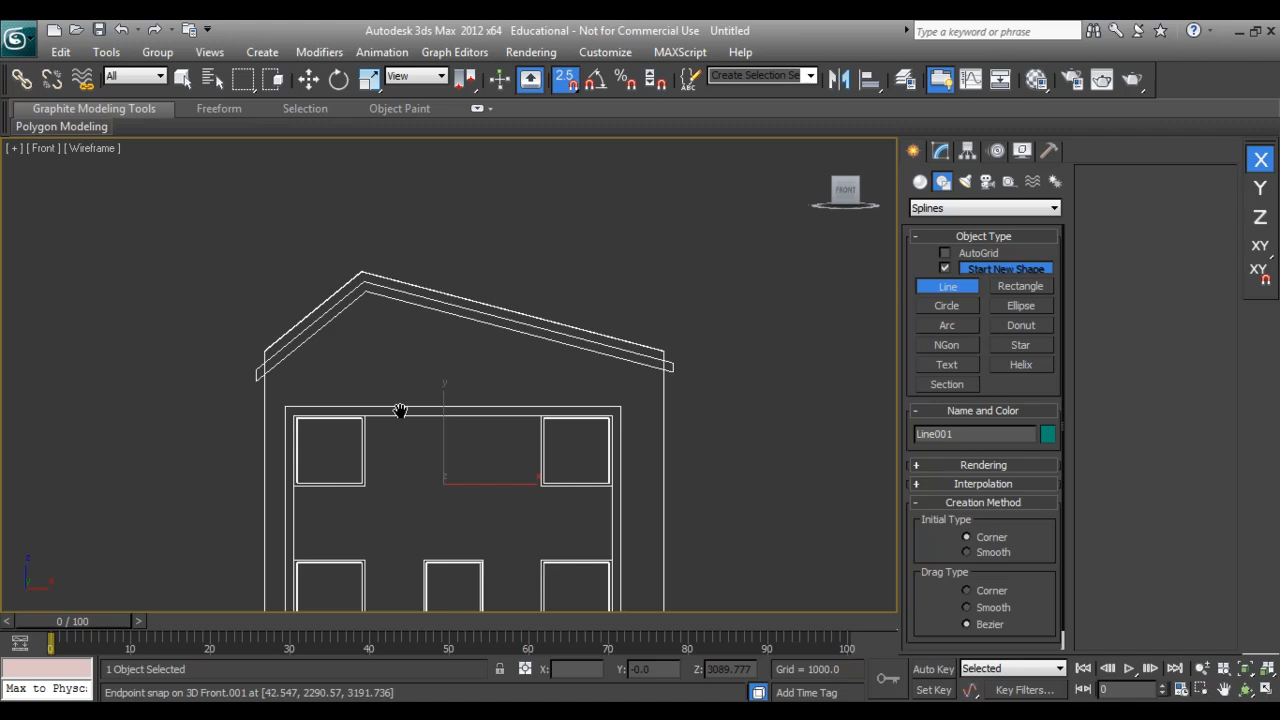 Autodesk 3ds Max 2012 x64 Educational - Not for Commercial Use Untitled
Type a keyword or phrase
Edit Tools Group Views Create Modifiers Animation Graph Editors Rendering Customize MAXScript Help
All View 2.5 Create Selection Se
Graphite Modeling Tools Freeform Selection Object Paint
Polygon Modeling
[ + ] [ Front ] [ Wireframe ]
FRONT
X
Y
Z
XY
XY
Splines
- Object Type
AutoGrid
Start New Shape
Line Rectangle
Circle Ellipse
Arc Donut
NGon Star
Text Helix
Section
- Name and Color
Line001
+ Rendering
+ Interpolation
- Creation Method
Initial Type
Corner
Smooth
Drag Type
Corner
Smooth
Bezier
y
z x
z
y x
< 0 / 100 >
0 10 20 30 40 50 60 70 80 90 100
1 Object Selected X: Y: -0.0 Z: 3089.777 Grid = 1000.0 Auto Key Selected
Max to Physc Endpoint snap on 3D Front.001 at [42.547, 2290.57, 3191.736] Add Time Tag Set Key Key Filters... 0